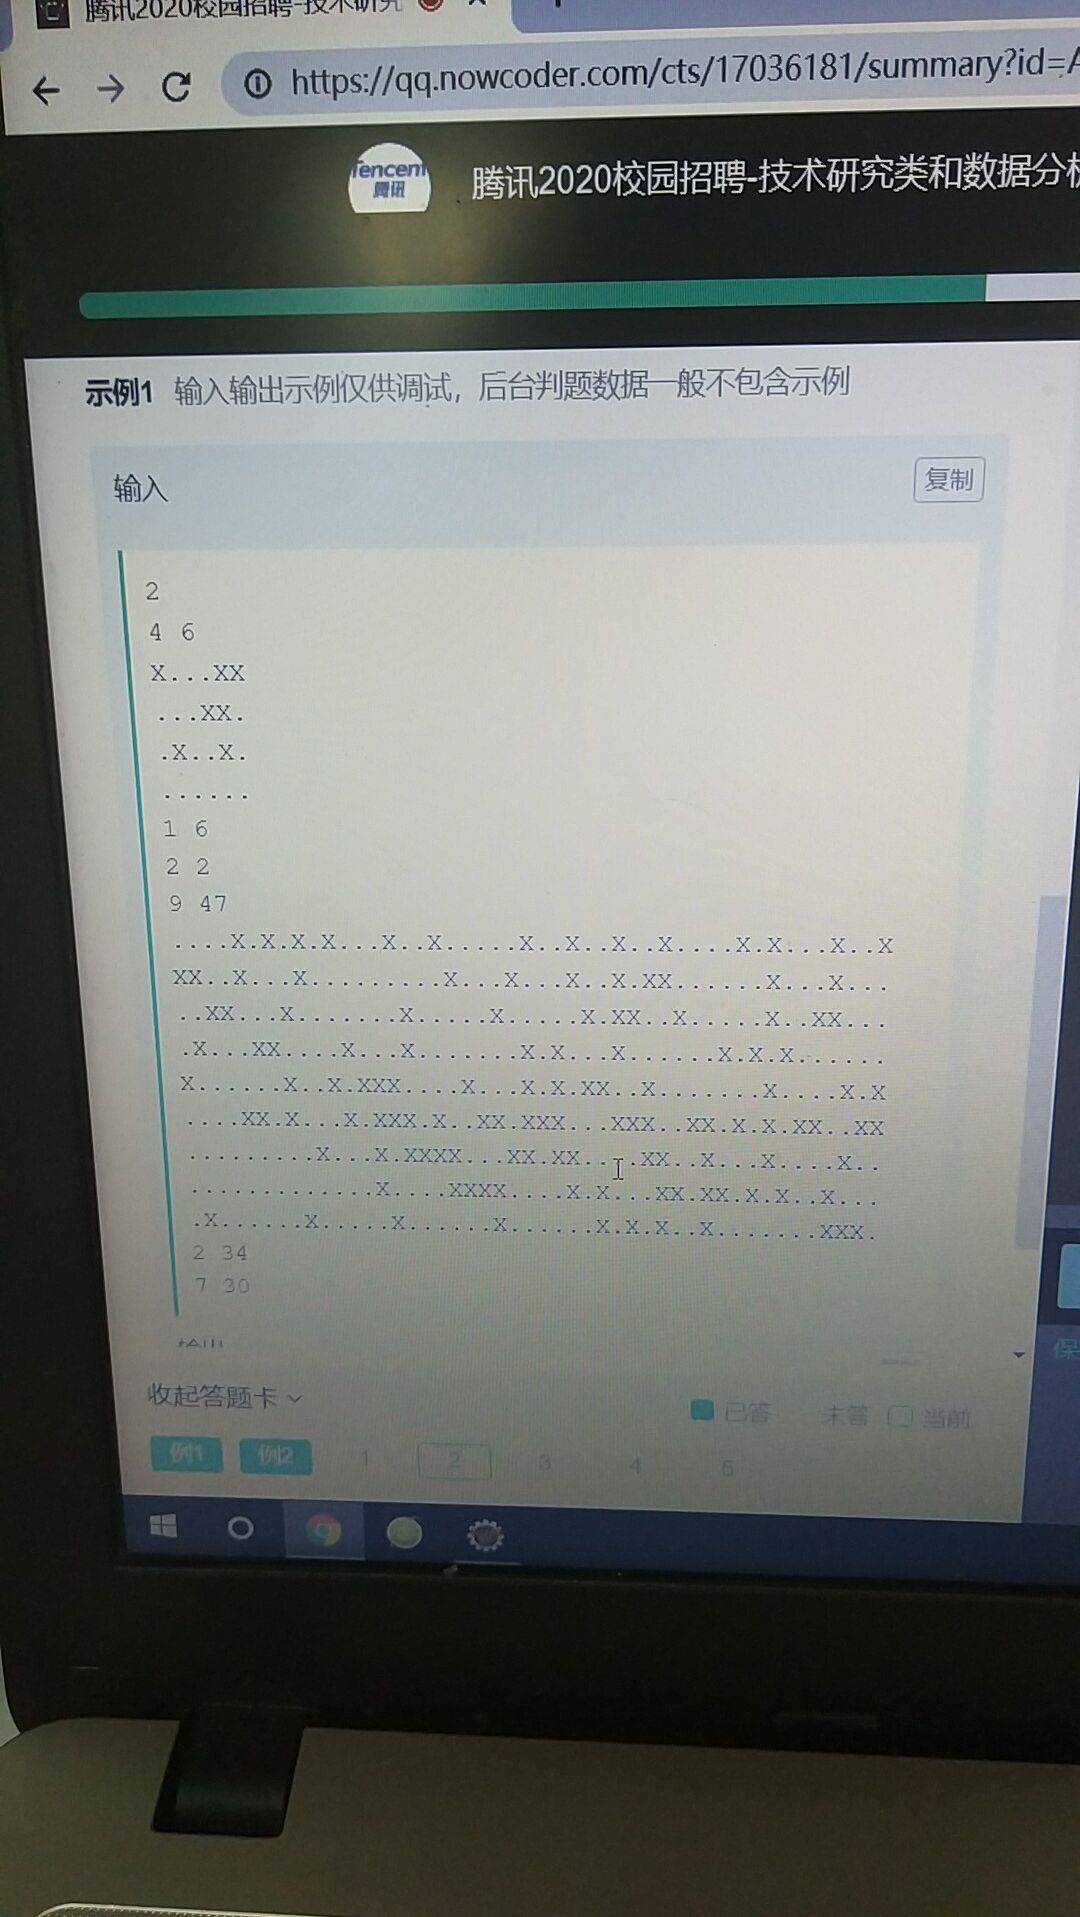 腾讯2020校园招聘-技术研究
https://qq.nowcoder.com/cts/17036181/summary?id=A
Tencent
腾讯
腾讯2020校园招聘-技术研究类和数据分析
示例1 输入输出示例仅供调试，后台判题数据一般不包含示例
输入
复制
2
4 6
X...XX
...XX.
.X..X.
......
1 6
2 2
9 47
....X.X.X.X...X..X.....X..X..X..X....X.X...X..X
XX..X...X.........X...X...X..X.XX......X...X...
..XX...X.......X.....X.....X.XX..X.....X..XX...
.X...XX....X...X.......X.X...X......X.X.X......
X......X..X.XXX....X...X.X.XX..X.......X....X.X
....XX.X...X.XXX.X..XX.XXX...XXX..XX.X.X.XX..XX
.........X...X.XXXX...XX.XX....XX..X...X....X..
.............X....XXXX....X.X...XX.XX.X.X..X...
.X......X.....X......X......X.X.X..X.......XXX.
2 34
7 30
保
收起答题卡
已答 未答 当前
例1 例2 1 2 3 4 5